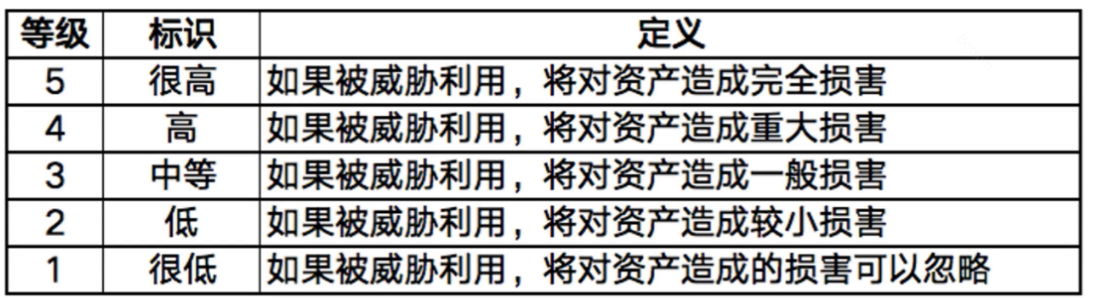 等级 标识 定义
5 很高 如果被威胁利用，将对资产造成完全损害
4 高 如果被威胁利用，将对资产造成重大损害
3 中等 如果被威胁利用，将对资产造成一般损害
2 低 如果被威胁利用，将对资产造成较小损害
1 很低 如果被威胁利用，将对资产造成的损害可以忽略